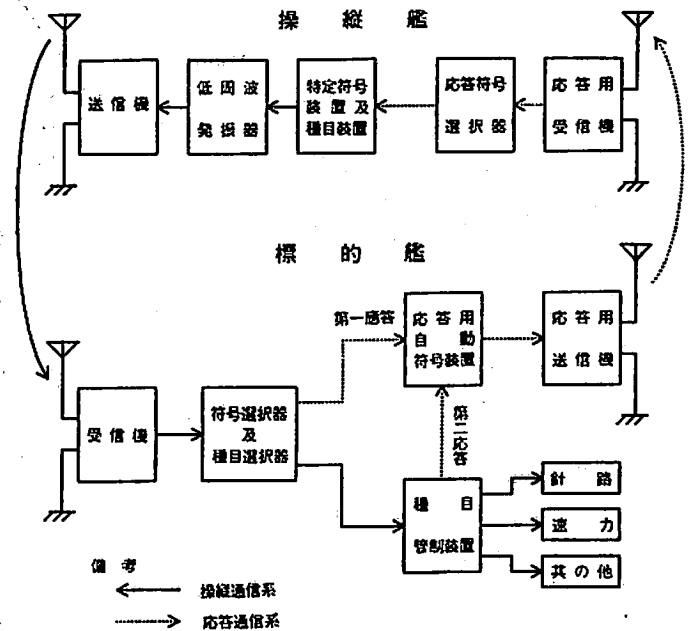 操縦艦
送信機
低周波
発振器
特定符号
装置及
種目装置
応答符号
選択器
応答用
受信機
標的艦
受信機
符号選択器
及
種目選択器
第一應答
応答用
自動
符号装置
応答用
送信機
第二応答
種目
管制装置
針路
速力
其の他
備考
操縦通信系
応答通信系